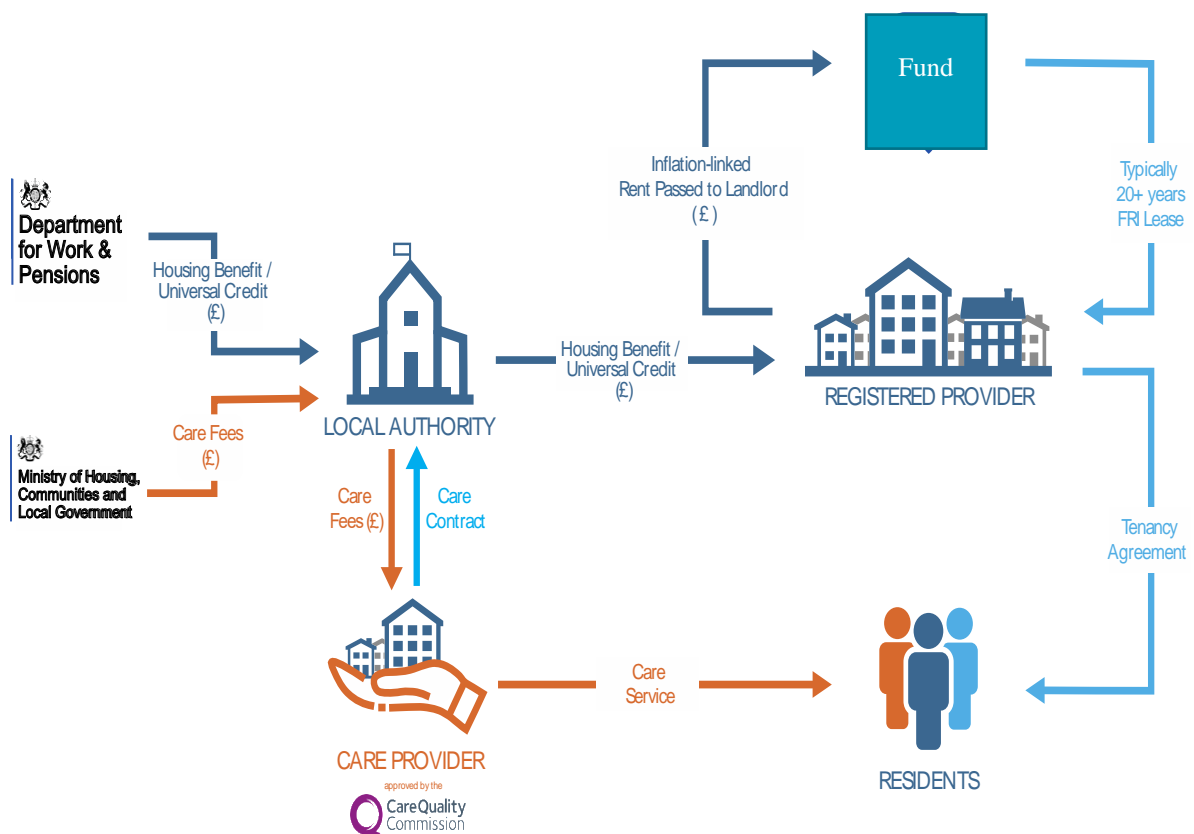 Fund
Inflation-linked
Rent Passed to Landlord
(£)
Typically
20+ years
FRI Lease
Department
for Work &
Pensions
Housing Benefit /
Universal Credit
(£)
Housing Benefit /
Universal Credit
(£)
REGISTERED PROVIDER
LOCAL AUTHORITY
Care Fees
(£)
Ministry of Housing,
Communities and
Local Government
Care
Fees (£)
Care
Contract
Tenancy
Agreement
Care
Service
CARE PROVIDER
approved by the
CareQuality
Commission
RESIDENTS